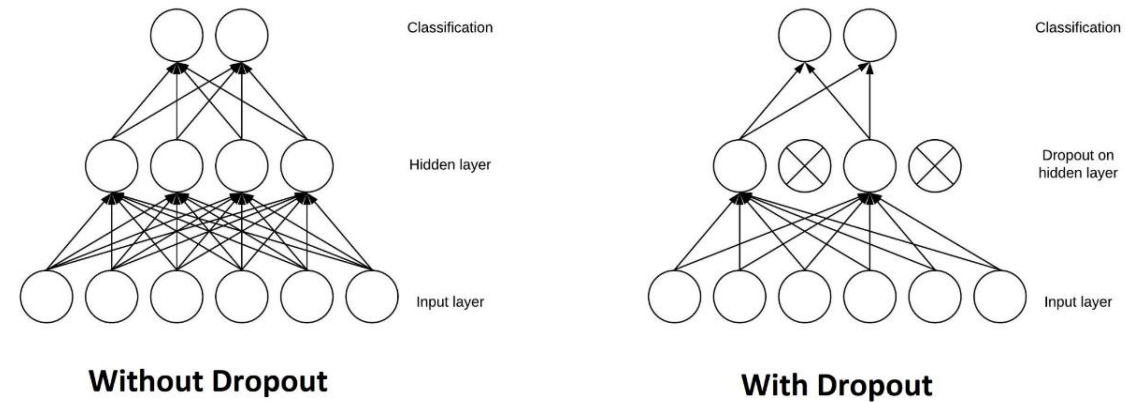 Classification
Hidden layer
Input layer
Without Dropout
Classification
Dropout on
hidden layer
Input layer
With Dropout